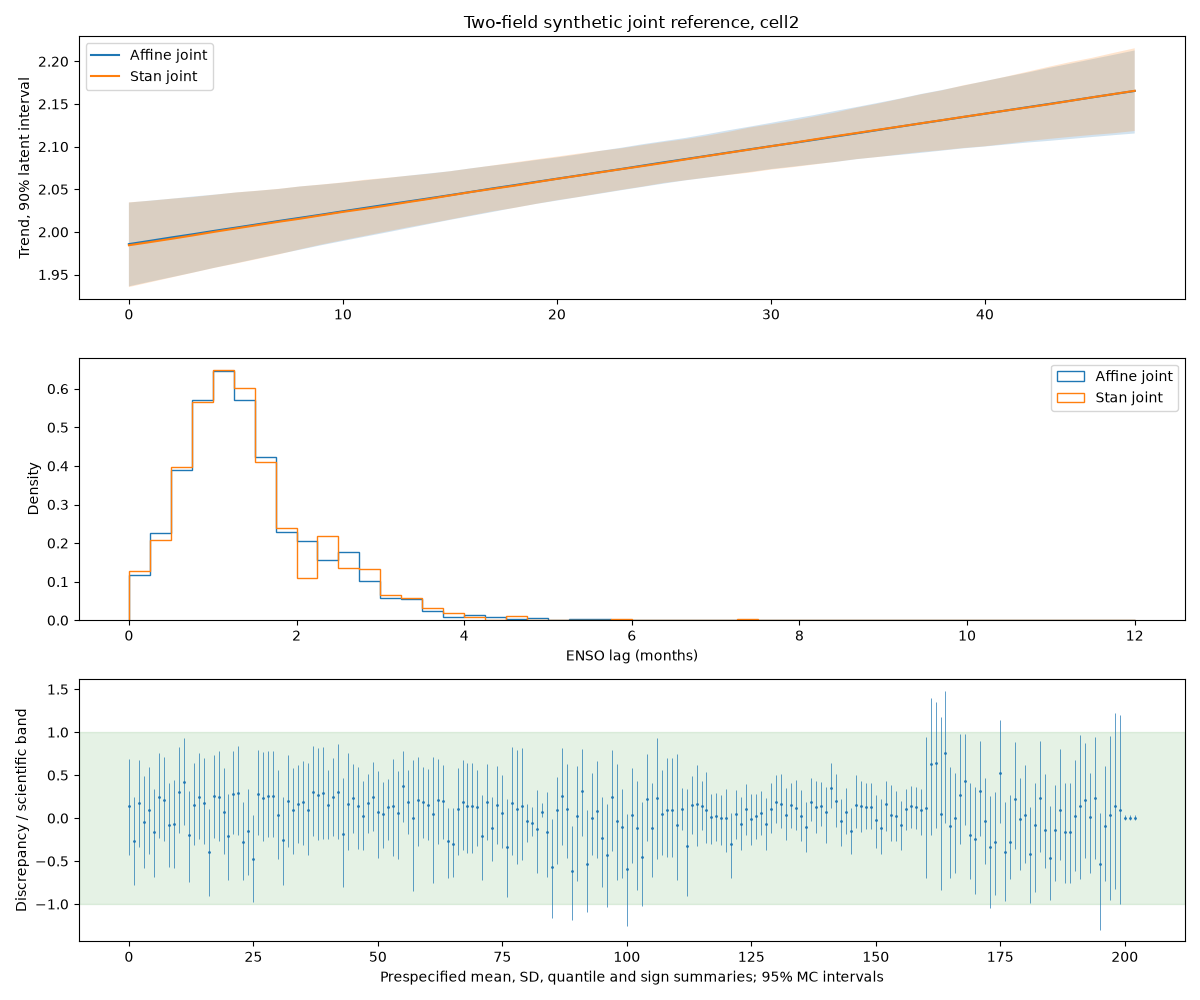 Two-field synthetic joint reference, cell2
Trend, 90% latent interval
2.20
2.15
2.10
2.05
2.00
1.95
Affine joint
Stan joint
0 10 20 30 40
Density
0.6
0.5
0.4
0.3
0.2
0.1
0.0
Affine joint
Stan joint
0 2 4 6 8 10 12
ENSO lag (months)
Discrepancy / scientific band
1.5
1.0
0.5
0.0
−0.5
−1.0
0 25 50 75 100 125 150 175 200
Prespecified mean, SD, quantile and sign summaries; 95% MC intervals